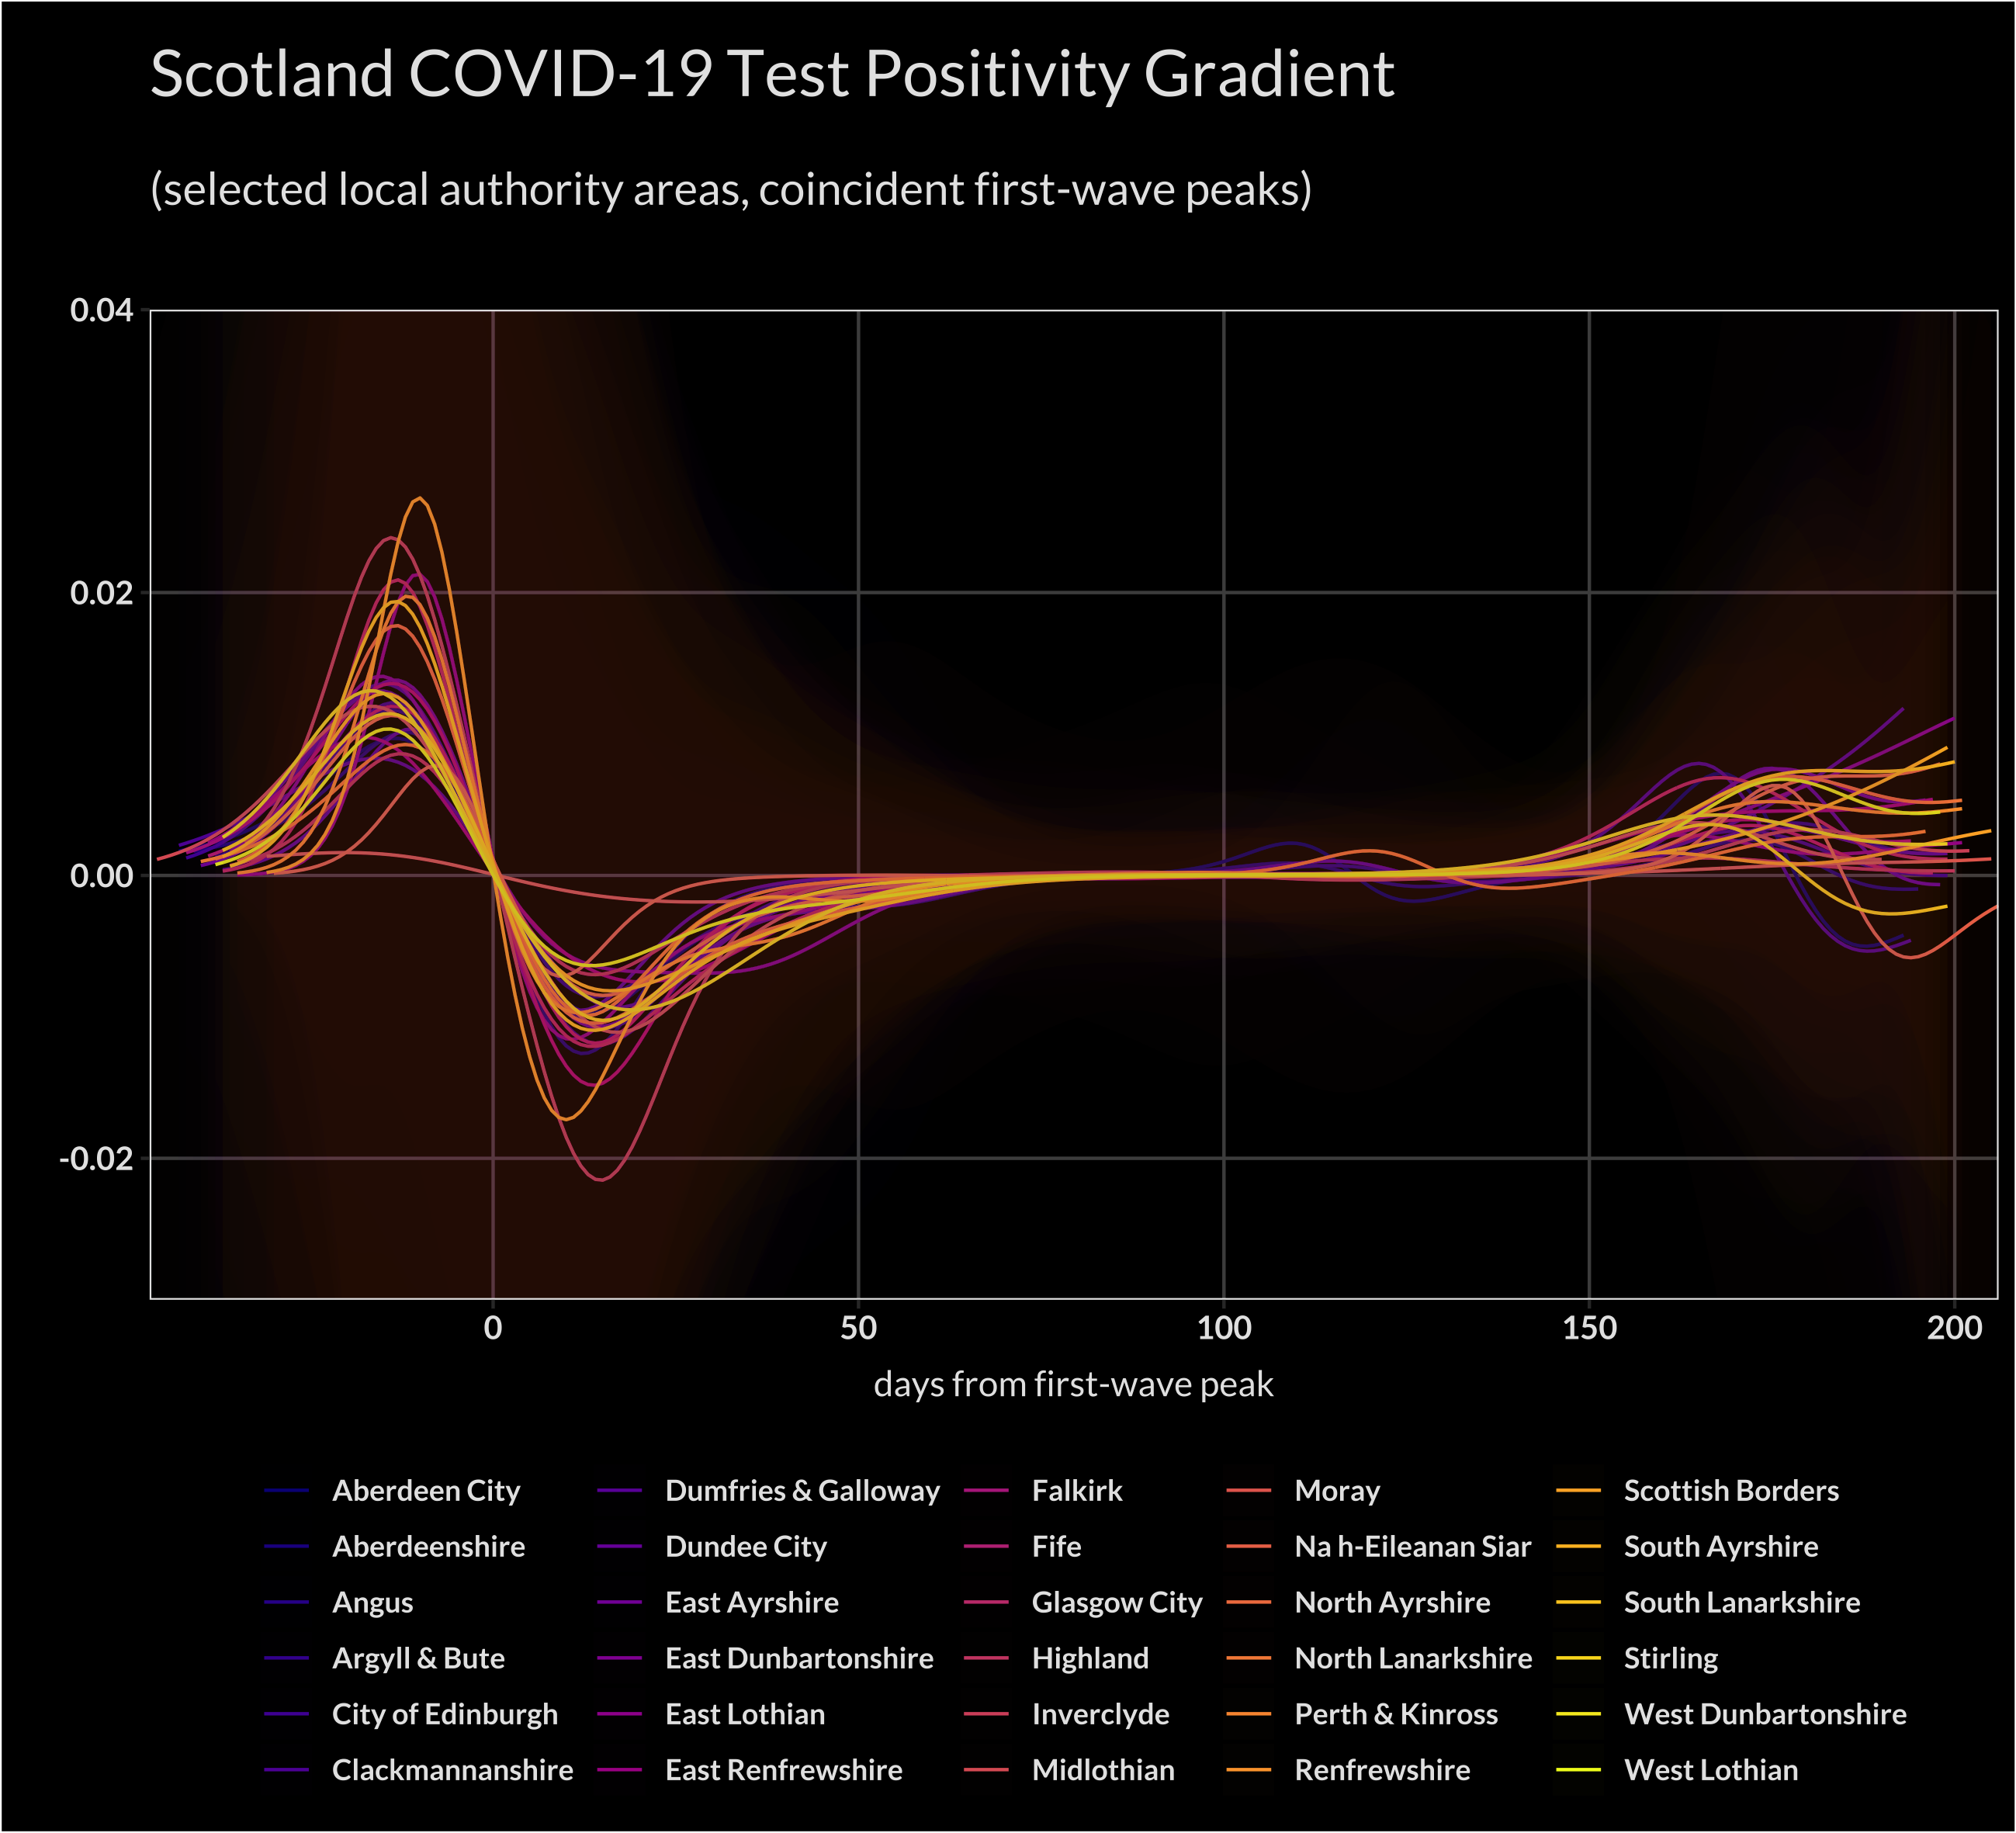 Scotland COVID-19 Test Positivity Gradient
(selected local authority areas, coincident first-wave peaks)
0.04
0.02
0.00
-0.02
0 50 100 150 200
days from first-wave peak
Aberdeen City Dumfries & Galloway Falkirk Moray Scottish Borders
Aberdeenshire Dundee City Fife Na h-Eileanan Siar South Ayrshire
Angus East Ayrshire Glasgow City North Ayrshire South Lanarkshire
Argyll & Bute East Dunbartonshire Highland North Lanarkshire Stirling
City of Edinburgh East Lothian Inverclyde Perth & Kinross West Dunbartonshire
Clackmannanshire East Renfrewshire Midlothian Renfrewshire West Lothian